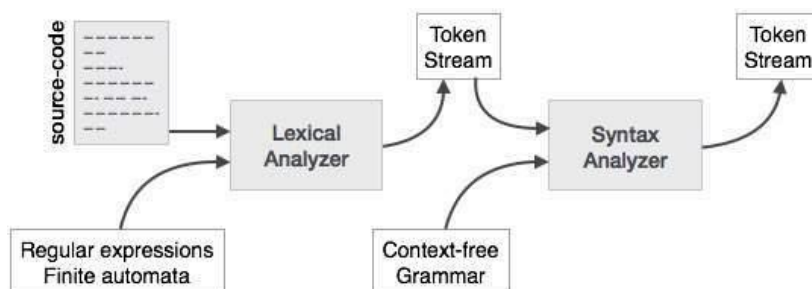 source-code
Token
Stream
Token
Stream
Lexical
Analyzer
Syntax
Analyzer
Regular expressions
Finite automata
Context-free
Grammar